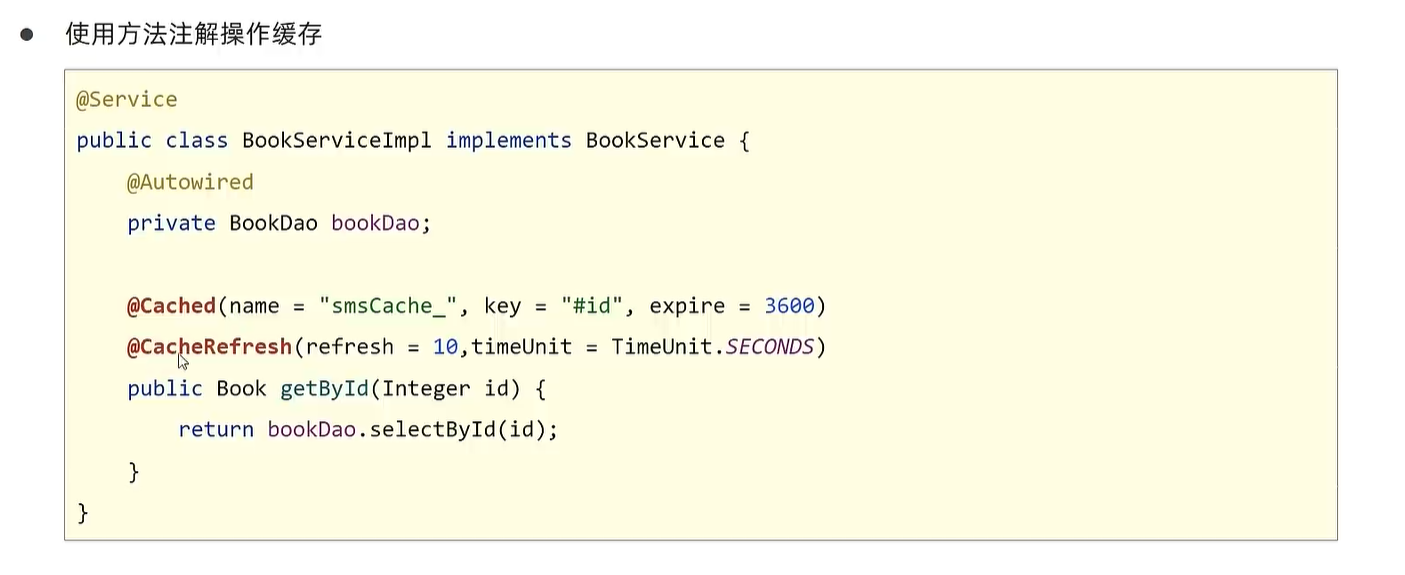 ● 使用方法注解操作缓存
@Service
public class BookServiceImpl implements BookService {
    @Autowired
    private BookDao bookDao;

    @Cached(name = "smsCache_", key = "#id", expire = 3600)
    @CacheRefresh(refresh = 10,timeUnit = TimeUnit.SECONDS)
    public Book getById(Integer id) {
        return bookDao.selectById(id);
    }
}